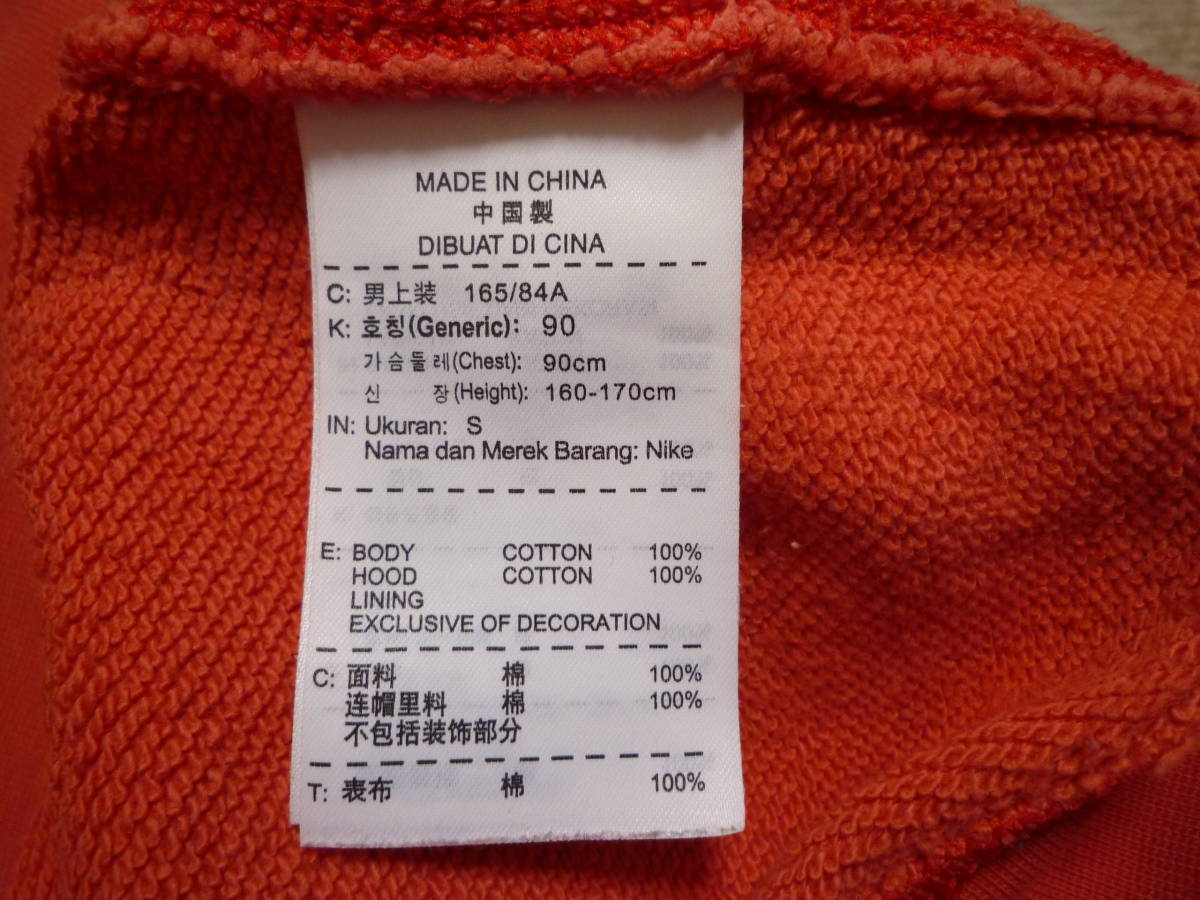 MADE IN CHINA
中国製
DIBUAT DI CINA
C: 男上装 165/84A
K: 호칭(Generic): 90
가슴둘레(Chest): 90cm
신 장(Height): 160-170cm
IN: Ukuran: S
Nama dan Merek Barang: Nike
E: BODY COTTON 100%
HOOD COTTON 100%
LINING
EXCLUSIVE OF DECORATION
C: 面料 棉 100%
连帽里料 棉 100%
不包括装饰部分
T: 表布 棉 100%